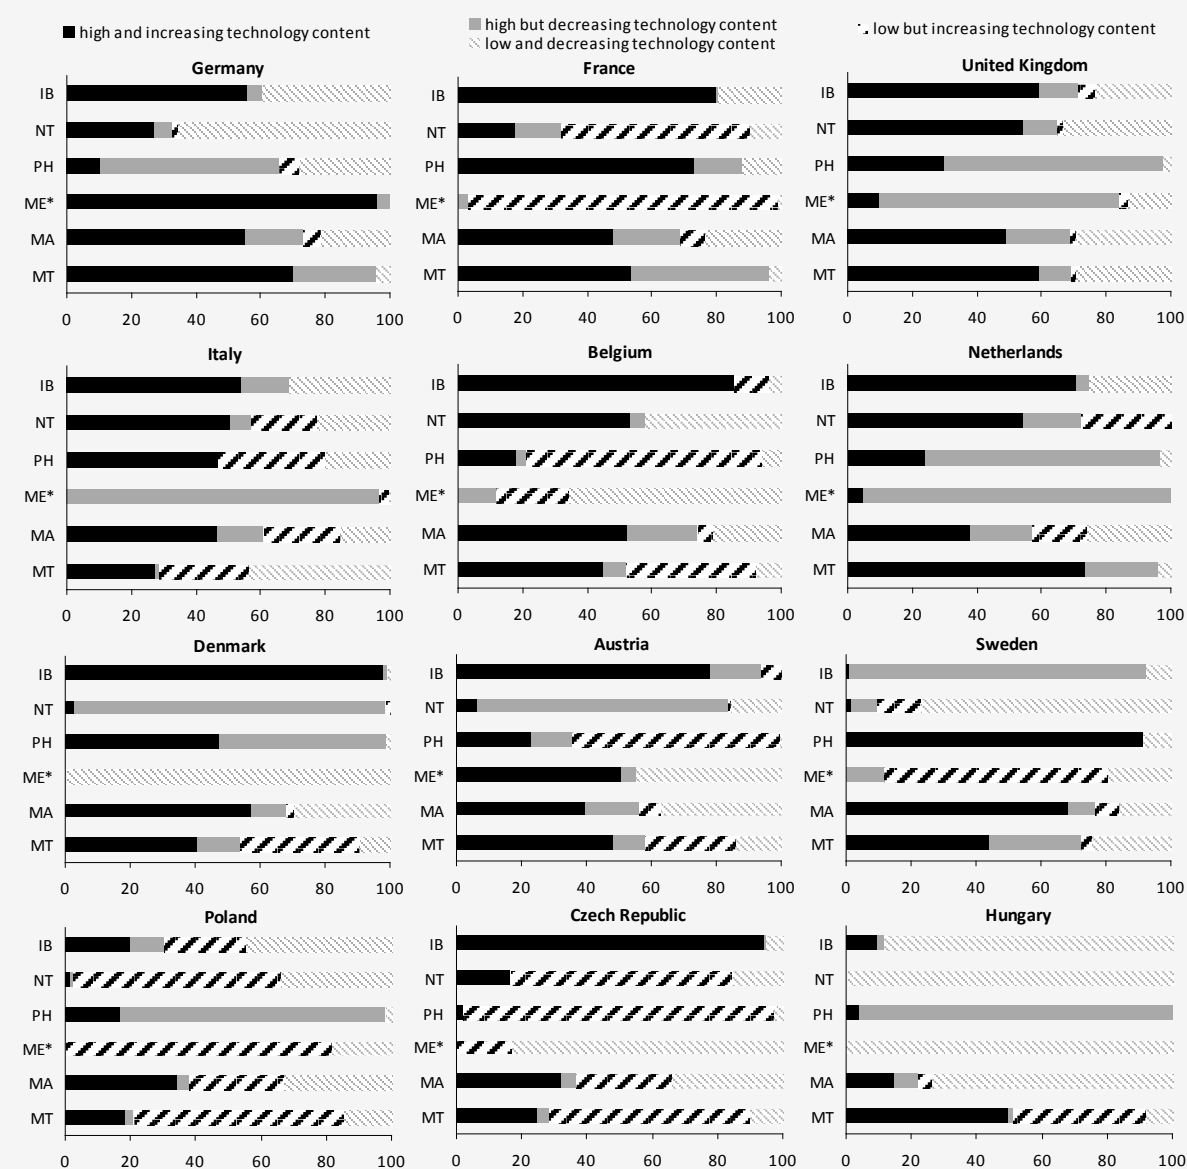 high and increasing technology content
high but decreasing technology content
low and decreasing technology content
low but increasing technology content
Germany
IB
NT
PH
ME*
MA
MT
0 20 40 60 80 100
France
IB
NT
PH
ME*
MA
MT
0 20 40 60 80 100
United Kingdom
IB
NT
PH
ME*
MA
MT
0 20 40 60 80 100
Italy
IB
NT
PH
ME*
MA
MT
0 20 40 60 80 100
Belgium
IB
NT
PH
ME*
MA
MT
0 20 40 60 80 100
Netherlands
IB
NT
PH
ME*
MA
MT
0 20 40 60 80 100
Denmark
IB
NT
PH
ME*
MA
MT
0 20 40 60 80 100
Austria
IB
NT
PH
ME*
MA
MT
0 20 40 60 80 100
Sweden
IB
NT
PH
ME*
MA
MT
0 20 40 60 80 100
Poland
IB
NT
PH
ME*
MA
MT
0 20 40 60 80 100
Czech Republic
IB
NT
PH
ME*
MA
MT
0 20 40 60 80 100
Hungary
IB
NT
PH
ME*
MA
MT
0 20 40 60 80 100